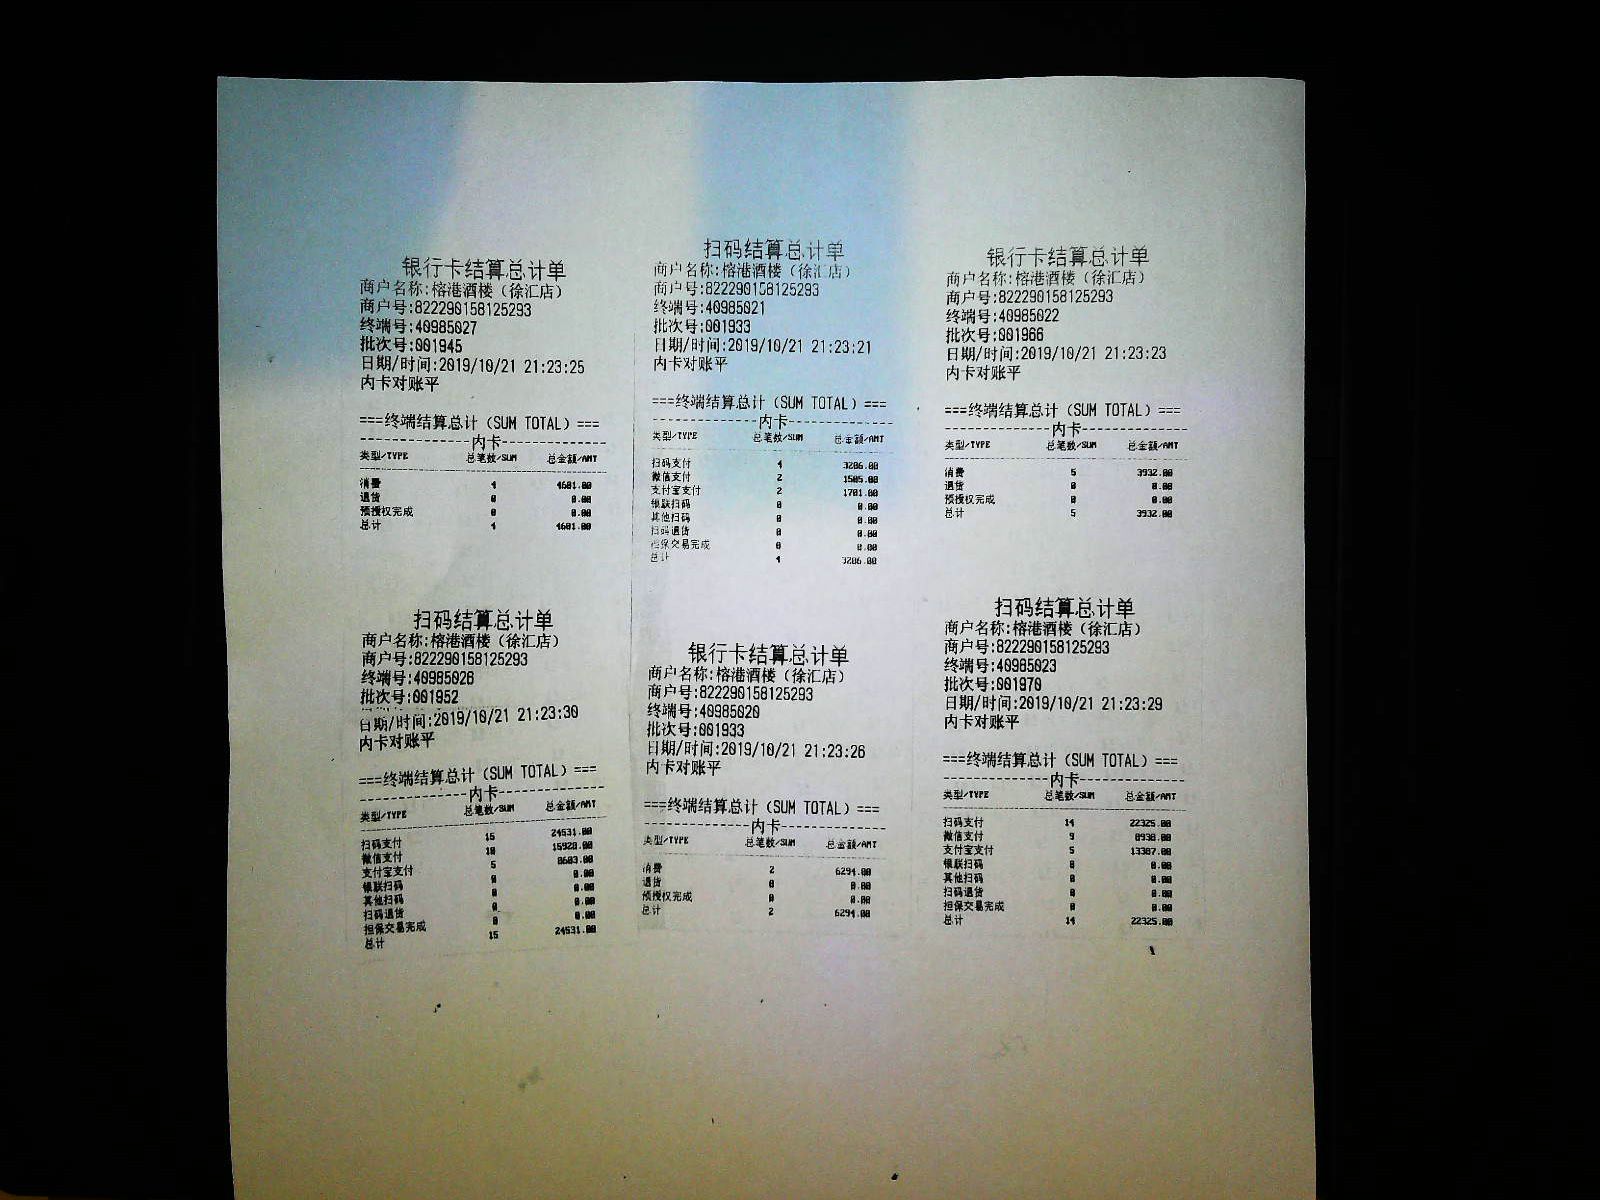 银行卡结算总计单
商户名称:榕港酒楼（徐汇店）
商户号:822290158125293
终端号:40985027
批次号:001945
日期/时间:2019/10/21 21:23:25
内卡对账平
===终端结算总计（SUM TOTAL）===
内卡
类型/TYPE 总笔数/SUM 总金额/AMT
消费 4 4601.00
退货 0 0.00
预授权完成 0 0.00
总计 4 4601.00
扫码结算总计单
商户名称:榕港酒楼（徐汇店）
商户号:822290158125293
终端号:40985021
批次号:001933
日期/时间:2019/10/21 21:23:21
内卡对账平
===终端结算总计（SUM TOTAL）===
内卡
类型/TYPE 总笔数/SUM 总金额/AMT
扫码支付 4 3286.00
微信支付 2 1505.00
支付宝支付 2 1781.00
银联扫码 0 0.00
其他扫码 0 0.00
扫码退货 0 0.00
担保交易完成 0 0.00
总计 4 3286.00
银行卡结算总计单
商户名称:榕港酒楼（徐汇店）
商户号:822290158125293
终端号:40985022
批次号:001966
日期/时间:2019/10/21 21:23:23
内卡对账平
===终端结算总计（SUM TOTAL）===
内卡
类型/TYPE 总笔数/SUM 总金额/AMT
消费 5 3932.00
退货 0 0.00
预授权完成 0 0.00
总计 5 3932.00
扫码结算总计单
商户名称:榕港酒楼（徐汇店）
商户号:822290158125293
终端号:40985028
批次号:001952
日期/时间:2019/10/21 21:23:30
内卡对账平
===终端结算总计（SUM TOTAL）===
内卡
类型/TYPE 总笔数/SUM 总金额/AMT
扫码支付 15 24531.00
微信支付 10 15928.00
支付宝支付 5 8603.00
银联扫码 0 0.00
其他扫码 0 0.00
扫码退货 0 0.00
担保交易完成 0 0.00
总计 15 24531.00
银行卡结算总计单
商户名称:榕港酒楼（徐汇店）
商户号:822290158125293
终端号:40985020
批次号:001933
日期/时间:2019/10/21 21:23:26
内卡对账平
===终端结算总计（SUM TOTAL）===
内卡
类型/TYPE 总笔数/SUM 总金额/AMT
消费 2 6294.00
退货 0 0.00
预授权完成 0 0.00
总计 2 6294.00
扫码结算总计单
商户名称:榕港酒楼（徐汇店）
商户号:822290158125293
终端号:40985023
批次号:001970
日期/时间:2019/10/21 21:23:29
内卡对账平
===终端结算总计（SUM TOTAL）===
内卡
类型/TYPE 总笔数/SUM 总金额/AMT
扫码支付 14 22325.00
微信支付 9 8938.00
支付宝支付 5 13387.00
银联扫码 0 0.00
其他扫码 0 0.00
扫码退货 0 0.00
担保交易完成 0 0.00
总计 14 22325.00